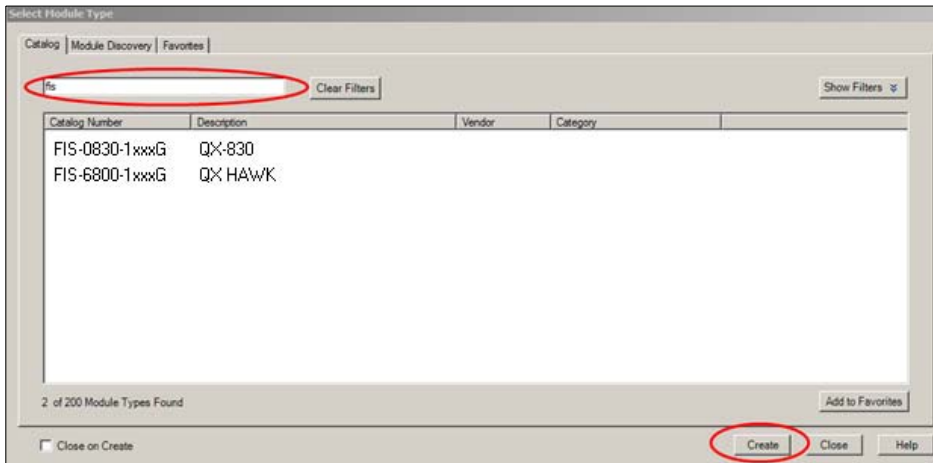 Select Module Type
Catalog Module Discovery Favorites
fis Clear Filters Show Filters
Catalog Number Description Vendor Category
FIS-0830-1xxxG QX-830
FIS-6800-1xxxG QX HAWK
2 of 200 Module Types Found Add to Favorites
Close on Create Create Close Help